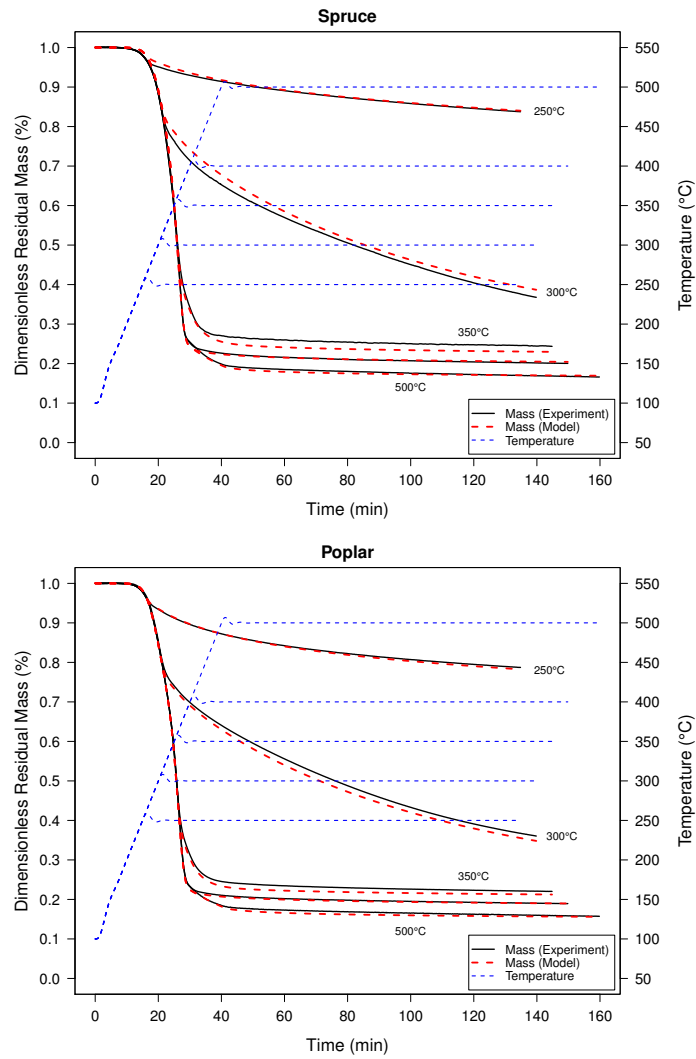 Spruce
Dimensionless Residual Mass (%)
1.0
0.9
0.8
0.7
0.6
0.5
0.4
0.3
0.2
0.1
0.0
550
500
450
400
350
300
250
200
150
100
50
Temperature (°C)
250°C
300°C
350°C
500°C
Mass (Experiment)
Mass (Model)
Temperature
0 20 40 60 80 100 120 140 160
Time (min)
Poplar
Dimensionless Residual Mass (%)
1.0
0.9
0.8
0.7
0.6
0.5
0.4
0.3
0.2
0.1
0.0
550
500
450
400
350
300
250
200
150
100
50
Temperature (°C)
250°C
300°C
350°C
500°C
Mass (Experiment)
Mass (Model)
Temperature
0 20 40 60 80 100 120 140 160
Time (min)